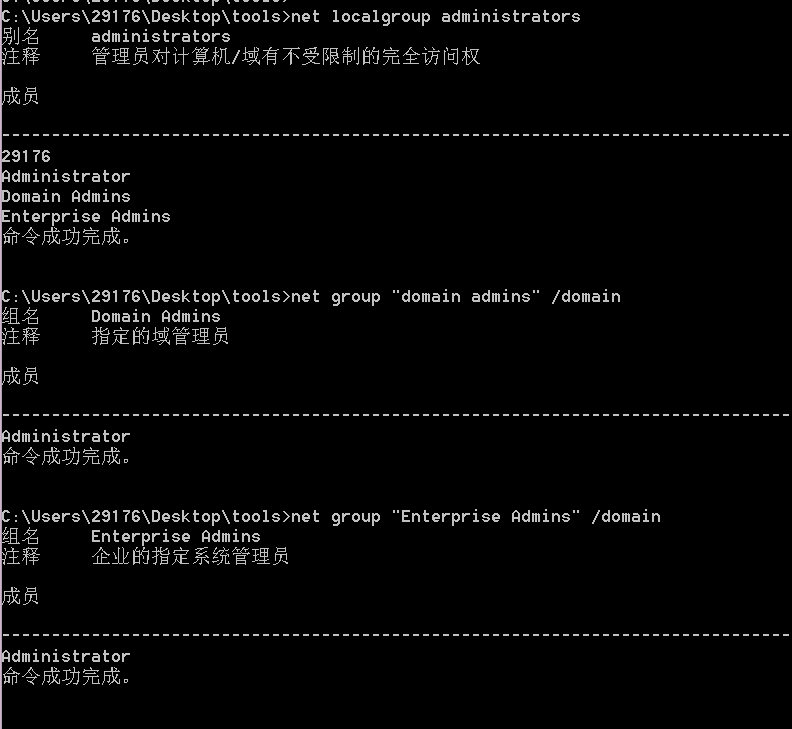 C:\Users\29176\Desktop\tools>net localgroup administrators
别名     administrators
注释     管理员对计算机/域有不受限制的完全访问权
成员
-------------------------------------------------------------------------------
29176
Administrator
Domain Admins
Enterprise Admins
命令成功完成。
C:\Users\29176\Desktop\tools>net group "domain admins" /domain
组名     Domain Admins
注释     指定的域管理员
成员
-------------------------------------------------------------------------------
Administrator
命令成功完成。
C:\Users\29176\Desktop\tools>net group "Enterprise Admins" /domain
组名     Enterprise Admins
注释     企业的指定系统管理员
成员
-------------------------------------------------------------------------------
Administrator
命令成功完成。